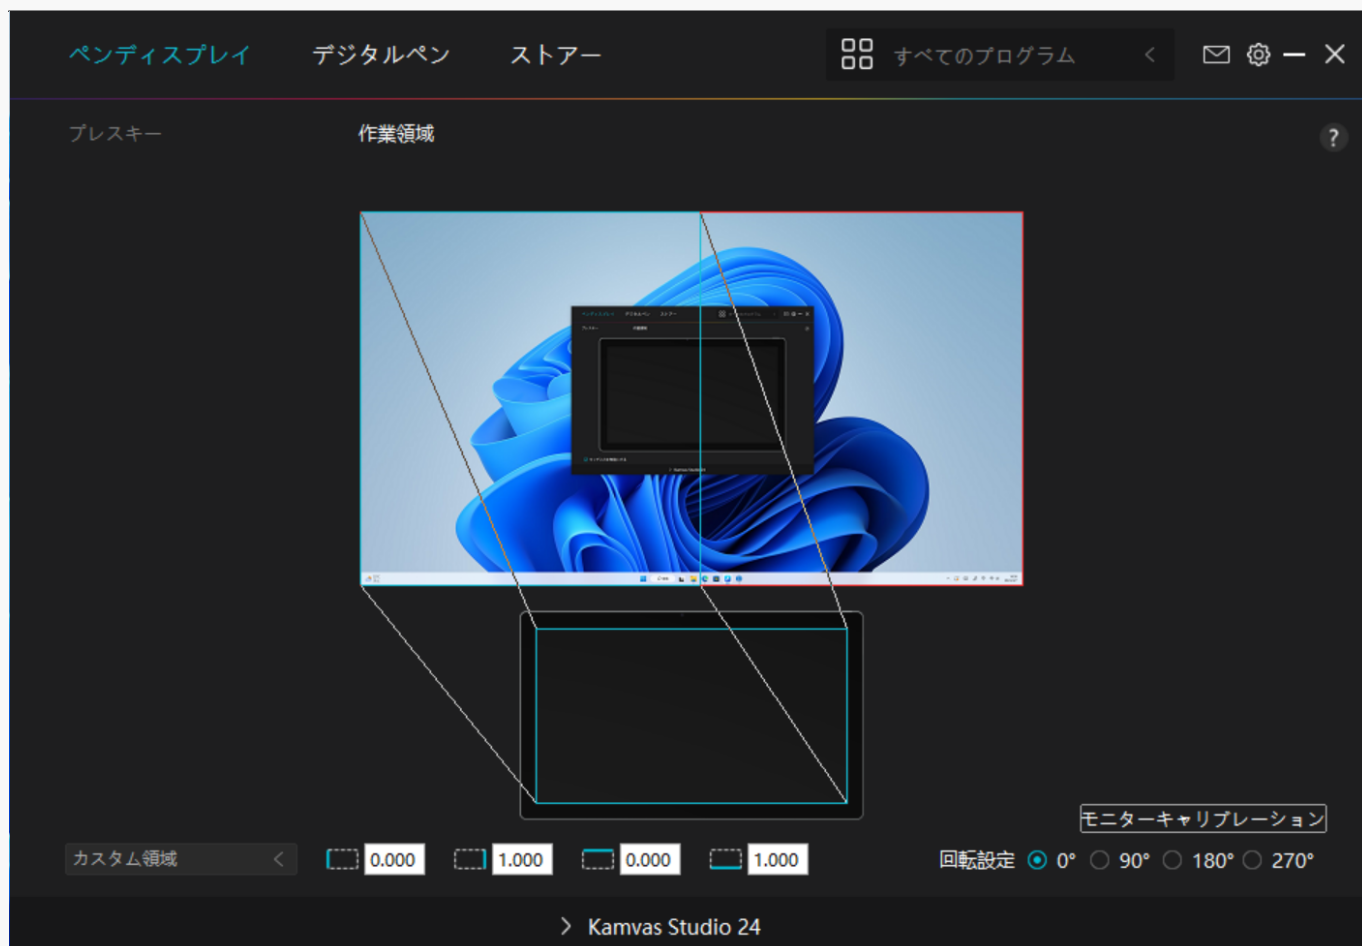 ペンディスプレイ デジタルペン ストアー すべてのプログラム
プレスキー 作業領域 ?
モニターキャリブレーション
カスタム領域 0.000 1.000 0.000 1.000 回転設定 0° 90° 180° 270°
Kamvas Studio 24